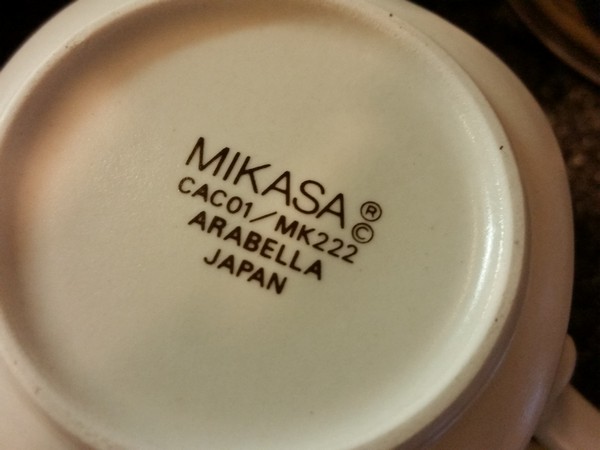 MIKASA ®
CAC01/MK222 ©
ARABELLA
JAPAN